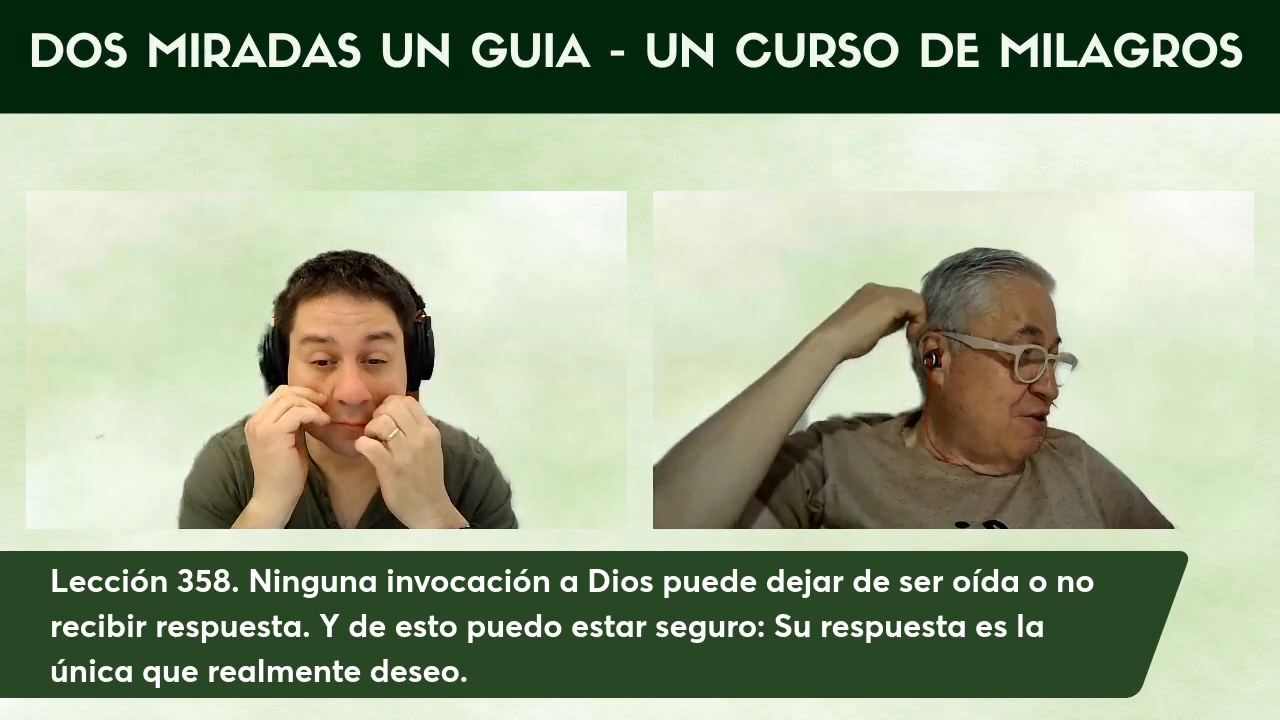 DOS MIRADAS UN GUIA - UN CURSO DE MILAGROS
Lección 358. Ninguna invocación a Dios puede dejar de ser oída o no
recibir respuesta. Y de esto puedo estar seguro: Su respuesta es la
única que realmente deseo.